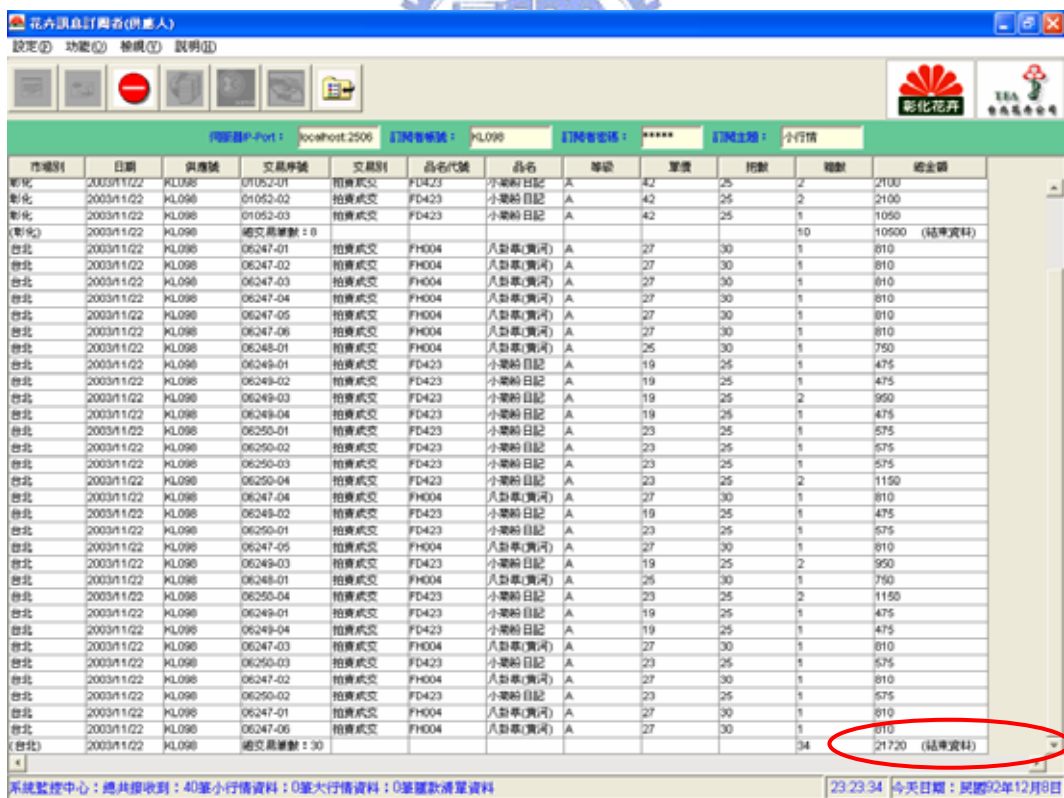 花卉訊息訂閱者(供應人)
設定(F) 功能(O) 檢視(Y) 說明(H)
彰化花卉
伺服器IP-Port： localhost:2506 訂閱者帳號： KL098 訂閱者密碼： ***** 訂閱主題： 小行情
市場別 日期 供應號 交易序號 交易別 品名代號 品名 等級 單價 把數 箱數 總金額
彰化 2003/11/22 KL098 01052-01 拍賣成交 FD423 小菊粉日記 A 42 25 2 2100
彰化 2003/11/22 KL098 01052-02 拍賣成交 FD423 小菊粉日記 A 42 25 2 2100
彰化 2003/11/22 KL098 01052-03 拍賣成交 FD423 小菊粉日記 A 42 25 1 1050
(彰化) 2003/11/22 KL098 總交易筆數：8 10 10500 (結束資料)
台北 2003/11/22 KL098 06247-01 拍賣成交 FH004 八卦草(黃河) A 27 30 1 810
台北 2003/11/22 KL098 06247-02 拍賣成交 FH004 八卦草(黃河) A 27 30 1 810
台北 2003/11/22 KL098 06247-03 拍賣成交 FH004 八卦草(黃河) A 27 30 1 810
台北 2003/11/22 KL098 06247-04 拍賣成交 FH004 八卦草(黃河) A 27 30 1 810
台北 2003/11/22 KL098 06247-05 拍賣成交 FH004 八卦草(黃河) A 27 30 1 810
台北 2003/11/22 KL098 06247-06 拍賣成交 FH004 八卦草(黃河) A 27 30 1 810
台北 2003/11/22 KL098 06248-01 拍賣成交 FH004 八卦草(黃河) A 25 30 1 750
台北 2003/11/22 KL098 06249-01 拍賣成交 FD423 小菊粉日記 A 19 25 1 475
台北 2003/11/22 KL098 06249-02 拍賣成交 FD423 小菊粉日記 A 19 25 1 475
台北 2003/11/22 KL098 06249-03 拍賣成交 FD423 小菊粉日記 A 19 25 2 950
台北 2003/11/22 KL098 06249-04 拍賣成交 FD423 小菊粉日記 A 19 25 1 475
台北 2003/11/22 KL098 06250-01 拍賣成交 FD423 小菊粉日記 A 23 25 1 575
台北 2003/11/22 KL098 06250-02 拍賣成交 FD423 小菊粉日記 A 23 25 1 575
台北 2003/11/22 KL098 06250-03 拍賣成交 FD423 小菊粉日記 A 23 25 1 575
台北 2003/11/22 KL098 06250-04 拍賣成交 FD423 小菊粉日記 A 23 25 2 1150
台北 2003/11/22 KL098 06247-04 拍賣成交 FH004 八卦草(黃河) A 27 30 1 810
台北 2003/11/22 KL098 06249-02 拍賣成交 FD423 小菊粉日記 A 19 25 1 475
台北 2003/11/22 KL098 06250-01 拍賣成交 FD423 小菊粉日記 A 23 25 1 575
台北 2003/11/22 KL098 06247-05 拍賣成交 FH004 八卦草(黃河) A 27 30 1 810
台北 2003/11/22 KL098 06249-03 拍賣成交 FD423 小菊粉日記 A 19 25 2 950
台北 2003/11/22 KL098 06248-01 拍賣成交 FH004 八卦草(黃河) A 25 30 1 750
台北 2003/11/22 KL098 06250-04 拍賣成交 FD423 小菊粉日記 A 23 25 2 1150
台北 2003/11/22 KL098 06249-01 拍賣成交 FD423 小菊粉日記 A 19 25 1 475
台北 2003/11/22 KL098 06249-04 拍賣成交 FD423 小菊粉日記 A 19 25 1 475
台北 2003/11/22 KL098 06247-03 拍賣成交 FH004 八卦草(黃河) A 27 30 1 810
台北 2003/11/22 KL098 06250-03 拍賣成交 FD423 小菊粉日記 A 23 25 1 575
台北 2003/11/22 KL098 06247-02 拍賣成交 FH004 八卦草(黃河) A 27 30 1 810
台北 2003/11/22 KL098 06250-02 拍賣成交 FD423 小菊粉日記 A 23 25 1 575
台北 2003/11/22 KL098 06247-01 拍賣成交 FH004 八卦草(黃河) A 27 30 1 810
台北 2003/11/22 KL098 06247-06 拍賣成交 FH004 八卦草(黃河) A 27 30 1 810
(台北) 2003/11/22 KL098 總交易筆數：30 34 21720 (結束資料)
系統監控中心：總共接收到：40筆小行情資料；0筆大行情資料；0筆匯款清單資料 23:23:34 今天日期：民國92年12月8日